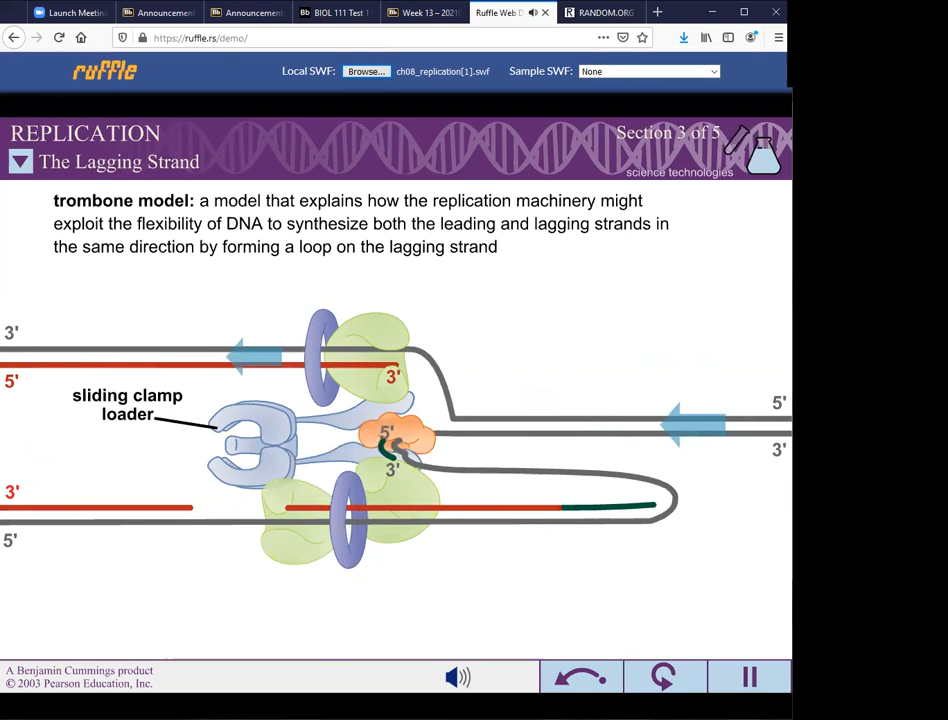 Launch Meetin
Announcement
Announcement
BIOL 111 Test 1
Week 13 – 2021
Ruffle Web D
RANDOM.ORG
https://ruffle.rs/demo/
ruffle
Local SWF: Browse... ch08_replication[1].swf Sample SWF: None
REPLICATION
The Lagging Strand
Section 3 of 5
science technologies
trombone model: a model that explains how the replication machinery might
exploit the flexibility of DNA to synthesize both the leading and lagging strands in
the same direction by forming a loop on the lagging strand
3'
5'
3'
sliding clamp
loader
5'
3'
5'
3'
3'
5'
A Benjamin Cummings product
© 2003 Pearson Education, Inc.